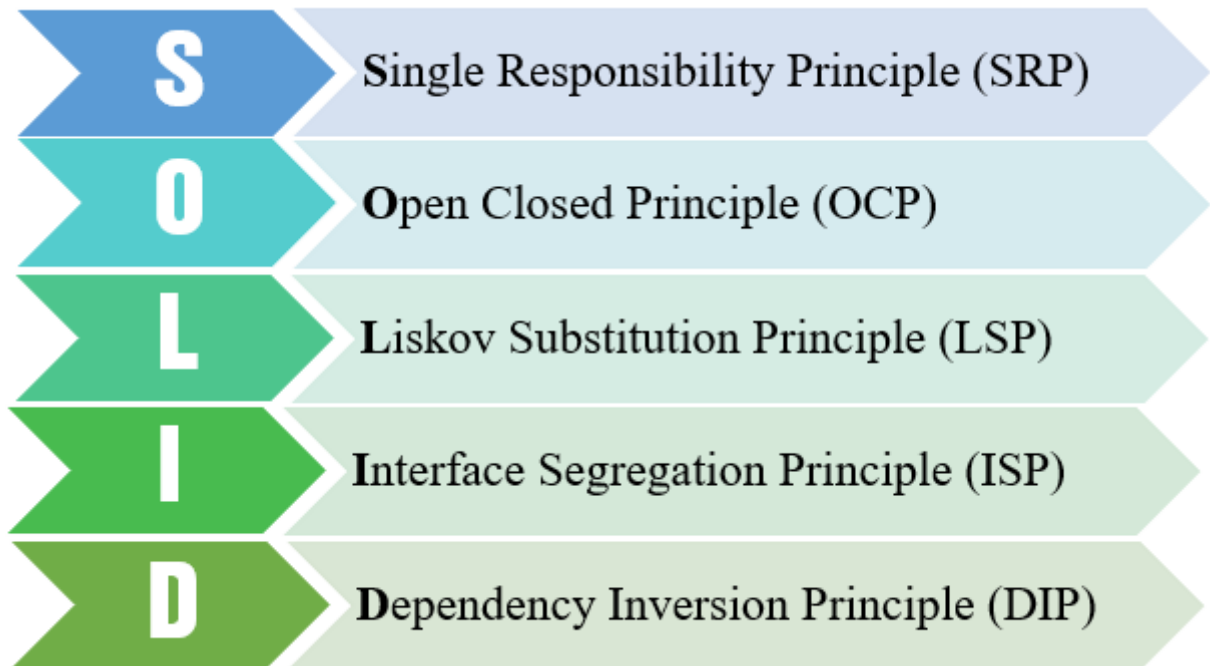 S
Single Responsibility Principle (SRP)
O
Open Closed Principle (OCP)
L
Liskov Substitution Principle (LSP)
I
Interface Segregation Principle (ISP)
D
Dependency Inversion Principle (DIP)